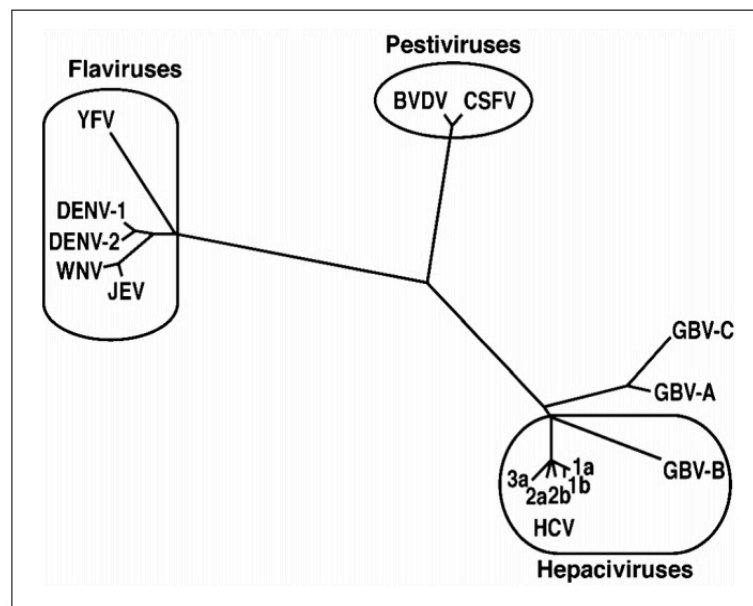 Pestiviruses
Flaviruses
BVDV CSFV
YFV
DENV-1
DENV-2
WNV
JEV
GBV-C
GBV-A
GBV-B
3a 1a
2a 2b 1b
HCV
Hepaciviruses